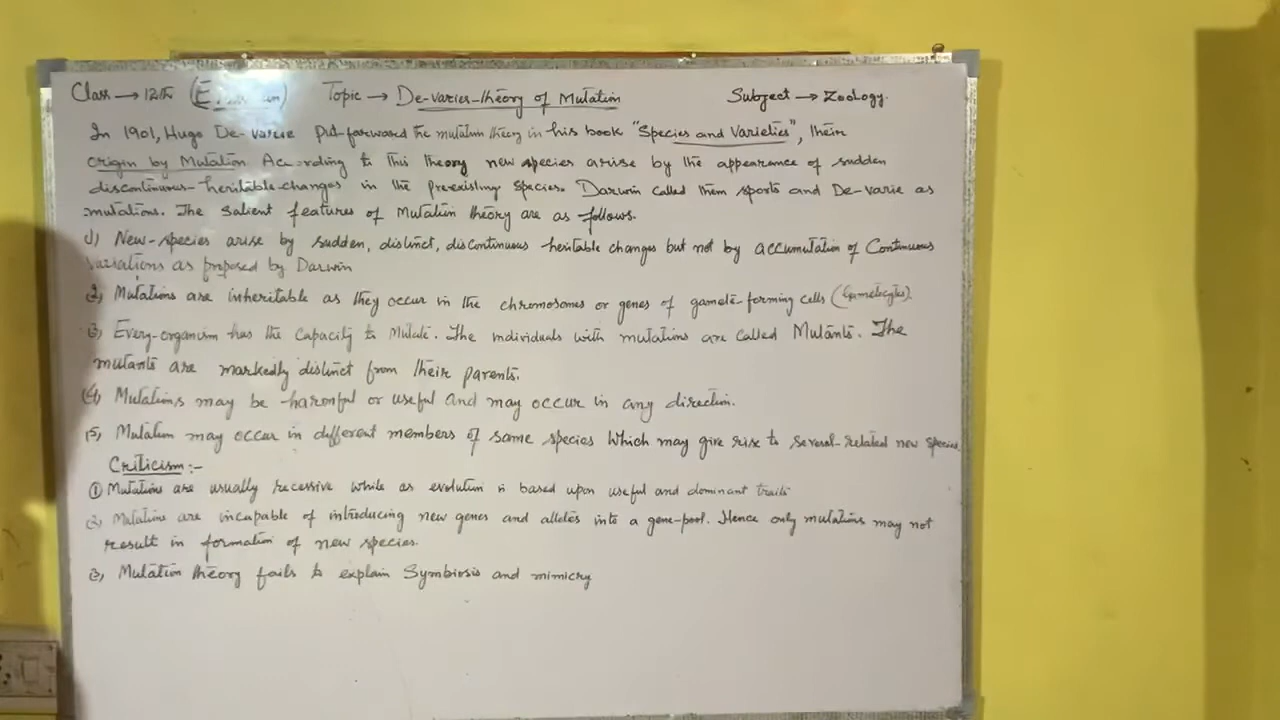 Class → 12th (Evolution) Topic → De-varies-theory of Mutation Subject → Zoology.
In 1901, Hugo De-varie put-forward the mutation theory in his book "Species and Varieties", their
origin by Mutation According to this theory new species arise by the appearance of sudden
discontinuous-heritable-changes in the Pre-existing species. Darwin called them sports and De-varie as
mutations. The salient features of Mutation theory are as follows.
1) New-species arise by sudden, distinct, discontinuous heritable changes but not by accumulation of Continuous
variations as proposed by Darwin
2) Mutations are inheritable as they occur in the chromosomes or genes of gamete-forming cells (Gametocytes).
3) Every-organism has the capacity to Mutate. The individuals with mutations are called Mutants. The
mutants are markedly distinct from their parents.
4) Mutations may be harmful or useful and may occur in any direction.
5) Mutation may occur in different members of same species which may give rise to several-related new species.
Criticism:-
① Mutations are usually recessive while as evolution is based upon useful and dominant traits
2) Mutations are incapable of introducing new genes and alleles into a gene-pool. Hence only mutations may not
result in formation of new species.
3) Mutation theory fails to explain Symbiosis and mimicry